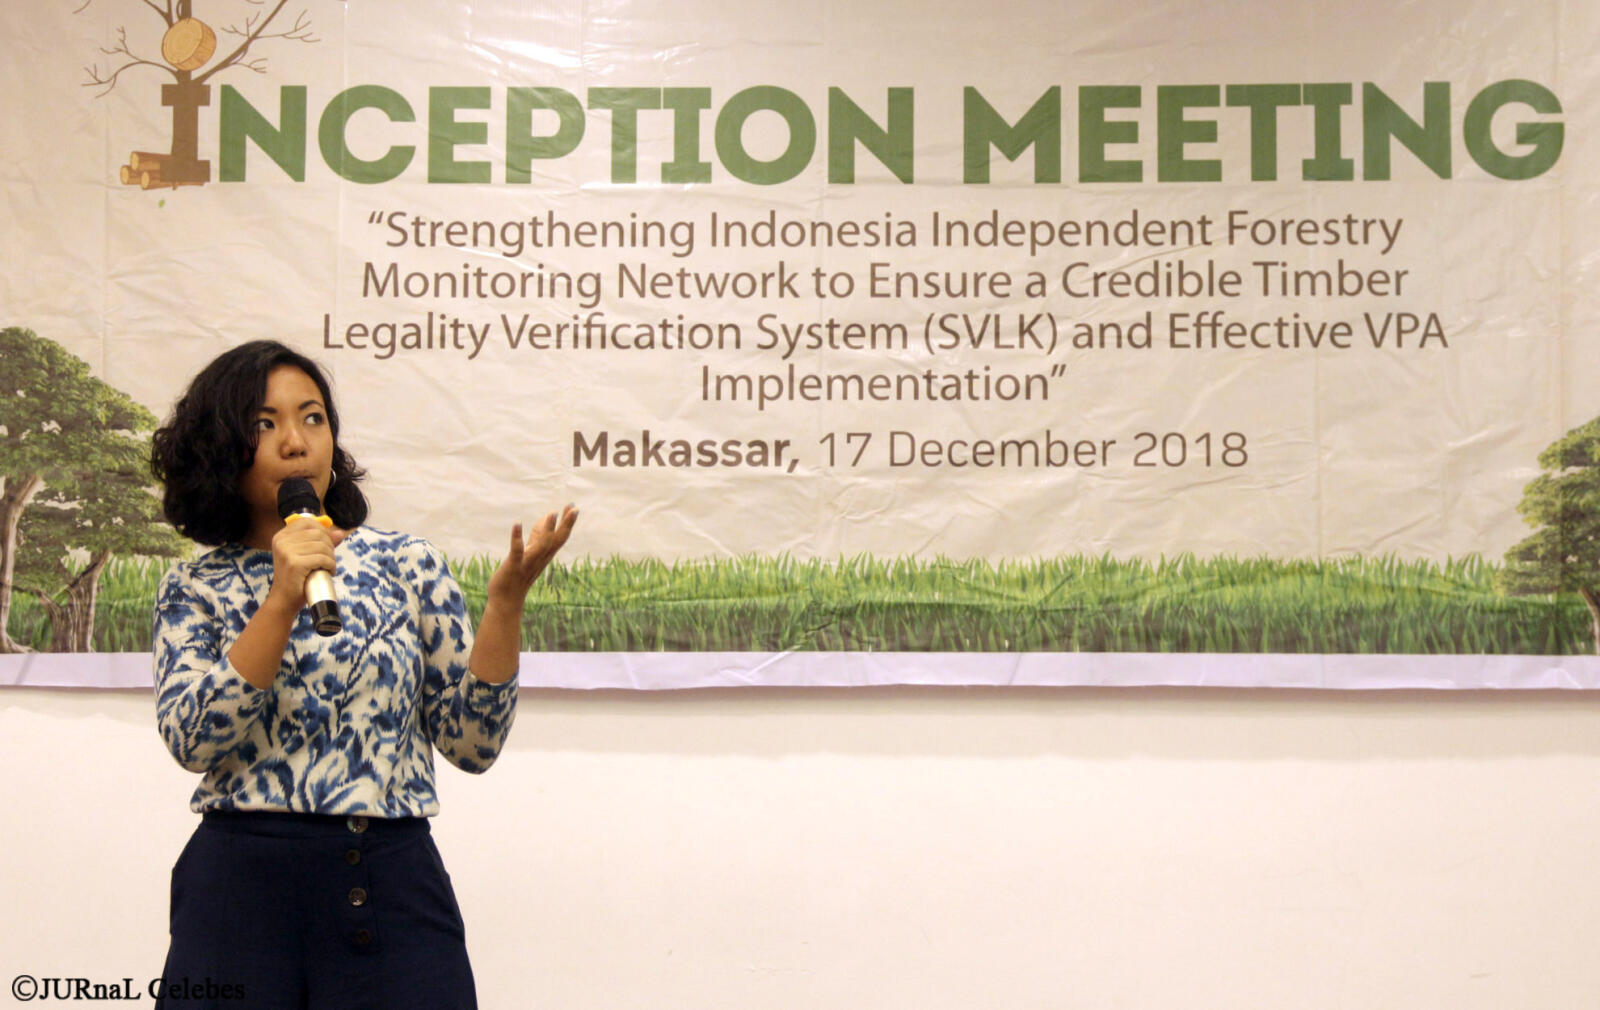 INCEPTION MEETING
“Strengthening Indonesia Independent Forestry
Monitoring Network to Ensure a Credible Timber
Legality Verification System (SVLK) and Effective VPA
Implementation”
Makassar, 17 December 2018
©JURnaL Celebes